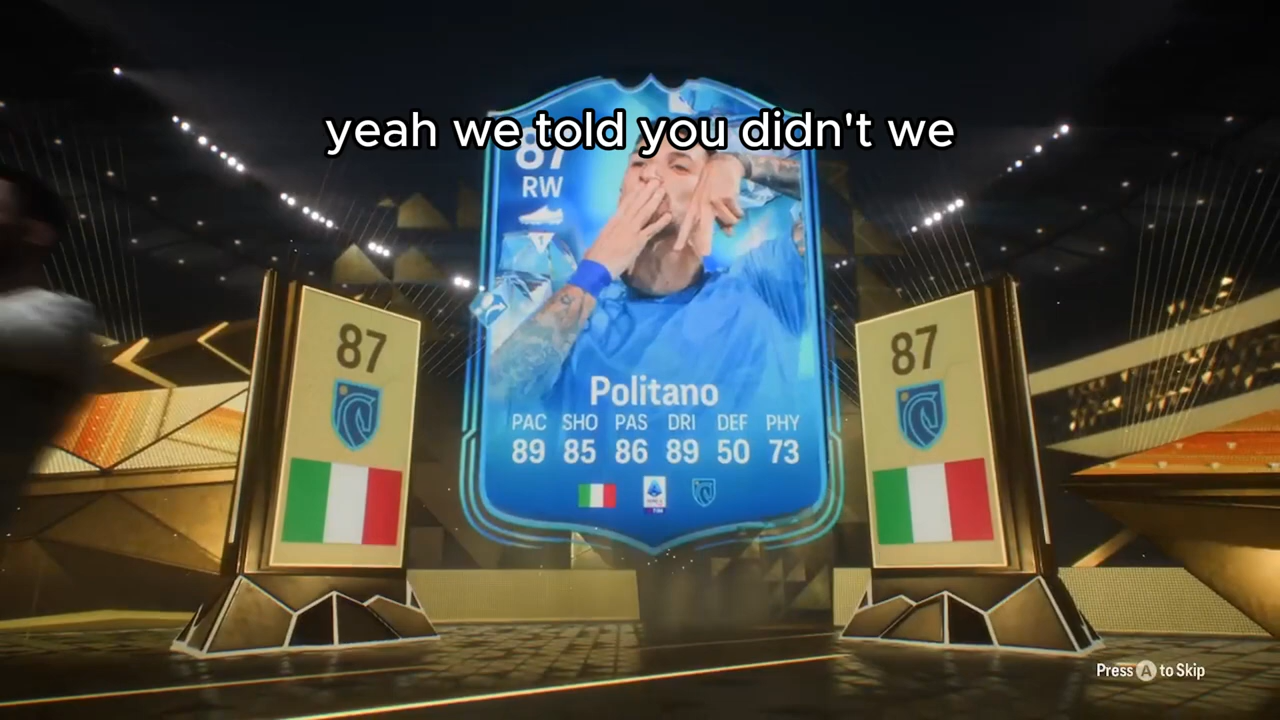 yeah we told you didn't we
87
RW
87
87
Politano
PAC SHO PAS DRI DEF PHY
89 85 86 89 50 73
Press A to Skip